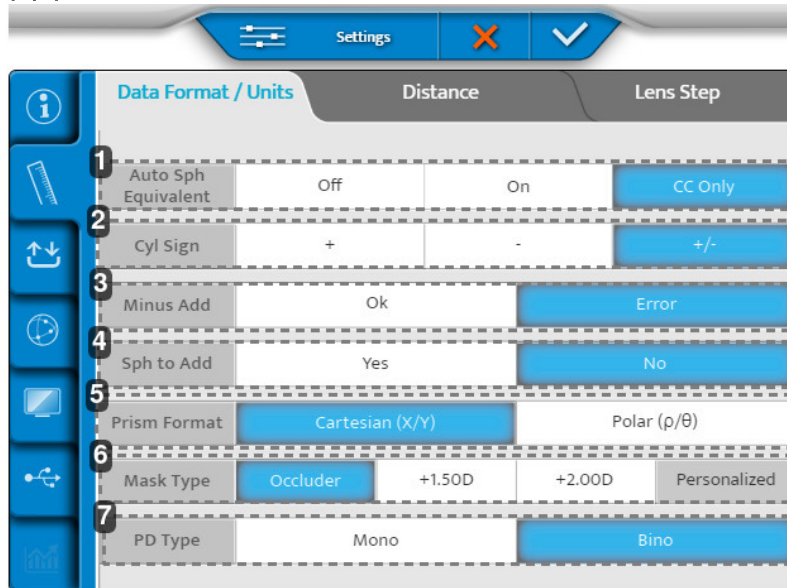 Settings
Data Format / Units Distance Lens Step
1
Auto Sph Equivalent Off On CC Only
2
Cyl Sign + - +/-
3
Minus Add Ok Error
4
Sph to Add Yes No
5
Prism Format Cartesian (X/Y) Polar (ρ/θ)
6
Mask Type Occluder +1.50D +2.00D Personalized
7
PD Type Mono Bino